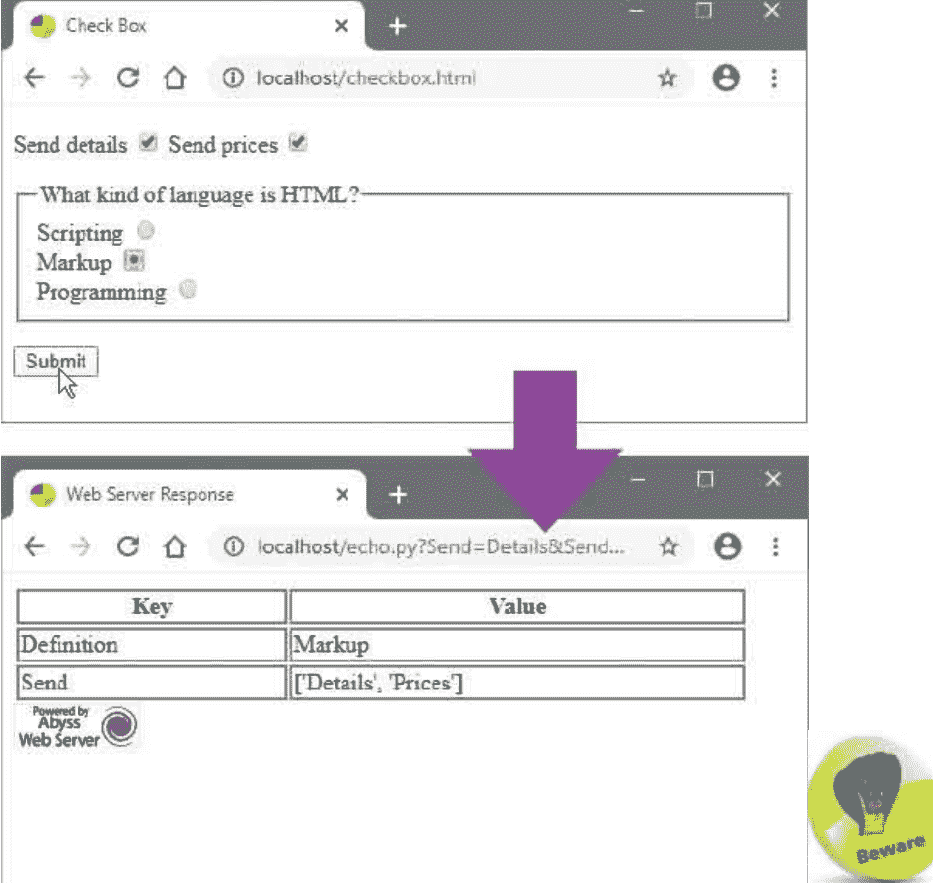 Check Box
localhost/checkbox.html
Send details Send prices
What kind of language is HTML?
Scripting
Markup
Programming
Submit
Web Server Response
localhost/echo.py?Send=Details&Send...
Key Value
Definition Markup
Send ['Details', 'Prices']
Powered by
Abyss
Web Server
Beware